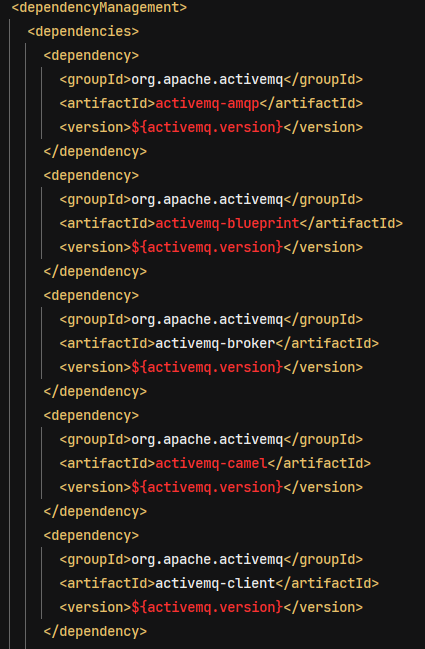 <dependencyManagement>
<dependencies>
<dependency>
<groupId>org.apache.activemq</groupId>
<artifactId>activemq-amqp</artifactId>
<version>${activemq.version}</version>
</dependency>
<dependency>
<groupId>org.apache.activemq</groupId>
<artifactId>activemq-blueprint</artifactId>
<version>${activemq.version}</version>
</dependency>
<dependency>
<groupId>org.apache.activemq</groupId>
<artifactId>activemq-broker</artifactId>
<version>${activemq.version}</version>
</dependency>
<dependency>
<groupId>org.apache.activemq</groupId>
<artifactId>activemq-camel</artifactId>
<version>${activemq.version}</version>
</dependency>
<dependency>
<groupId>org.apache.activemq</groupId>
<artifactId>activemq-client</artifactId>
<version>${activemq.version}</version>
</dependency>